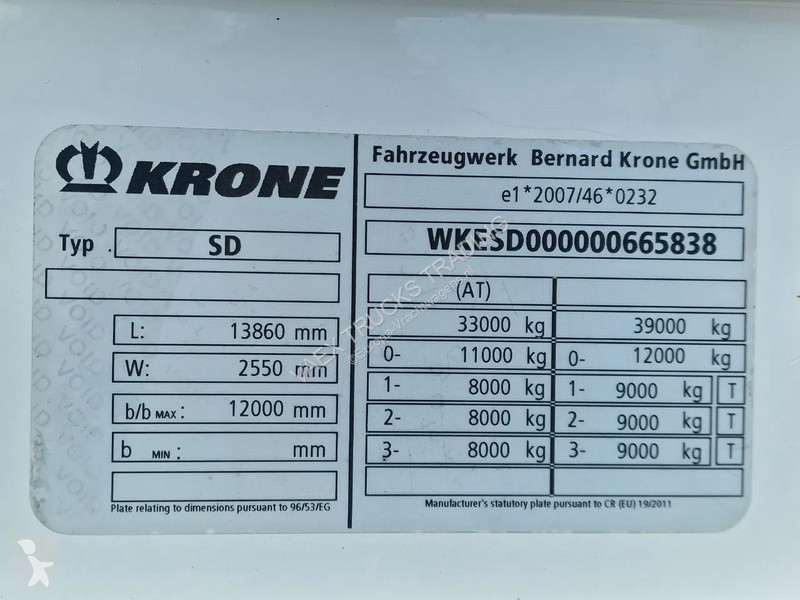 KRONE
Typ SD
L: 13860 mm
W: 2550 mm
b/b MAX: 12000 mm
b MIN: mm
Plate relating to dimensions pursuant to 96/53/EG
Fahrzeugwerk Bernard Krone GmbH
e1*2007/46*0232
WKESD000000665838
(AT)
33000 kg 39000 kg
0- 11000 kg 0- 12000 kg
1- 8000 kg 1- 9000 kg T
2- 8000 kg 2- 9000 kg T
3- 8000 kg 3- 9000 kg T
Manufacturer's statutory plate pursuant to CR (EU) 19/2011
VOID VOID VOID